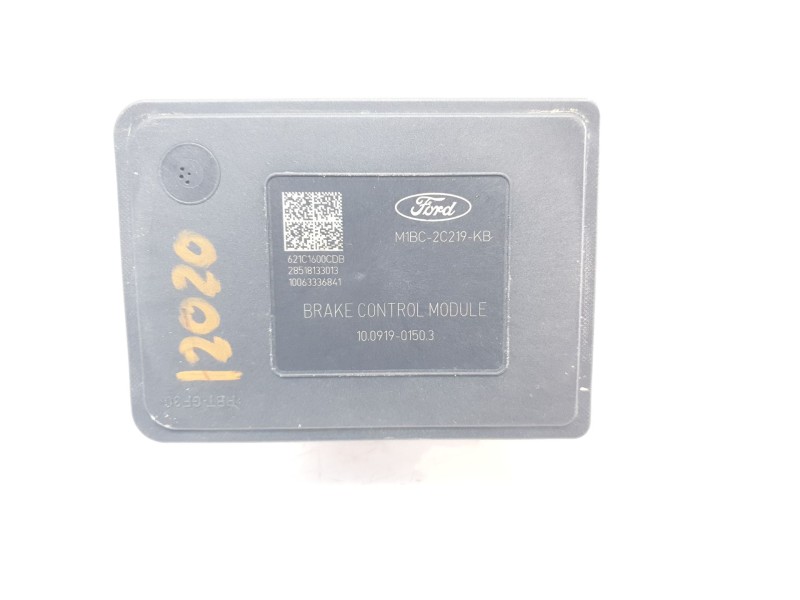 Ford
M1BC-2C219-KB
621C1600CDB
28518133013
10063336841
BRAKE CONTROL MODULE
10.0919-0150.3
12020
>PBT-GF30<